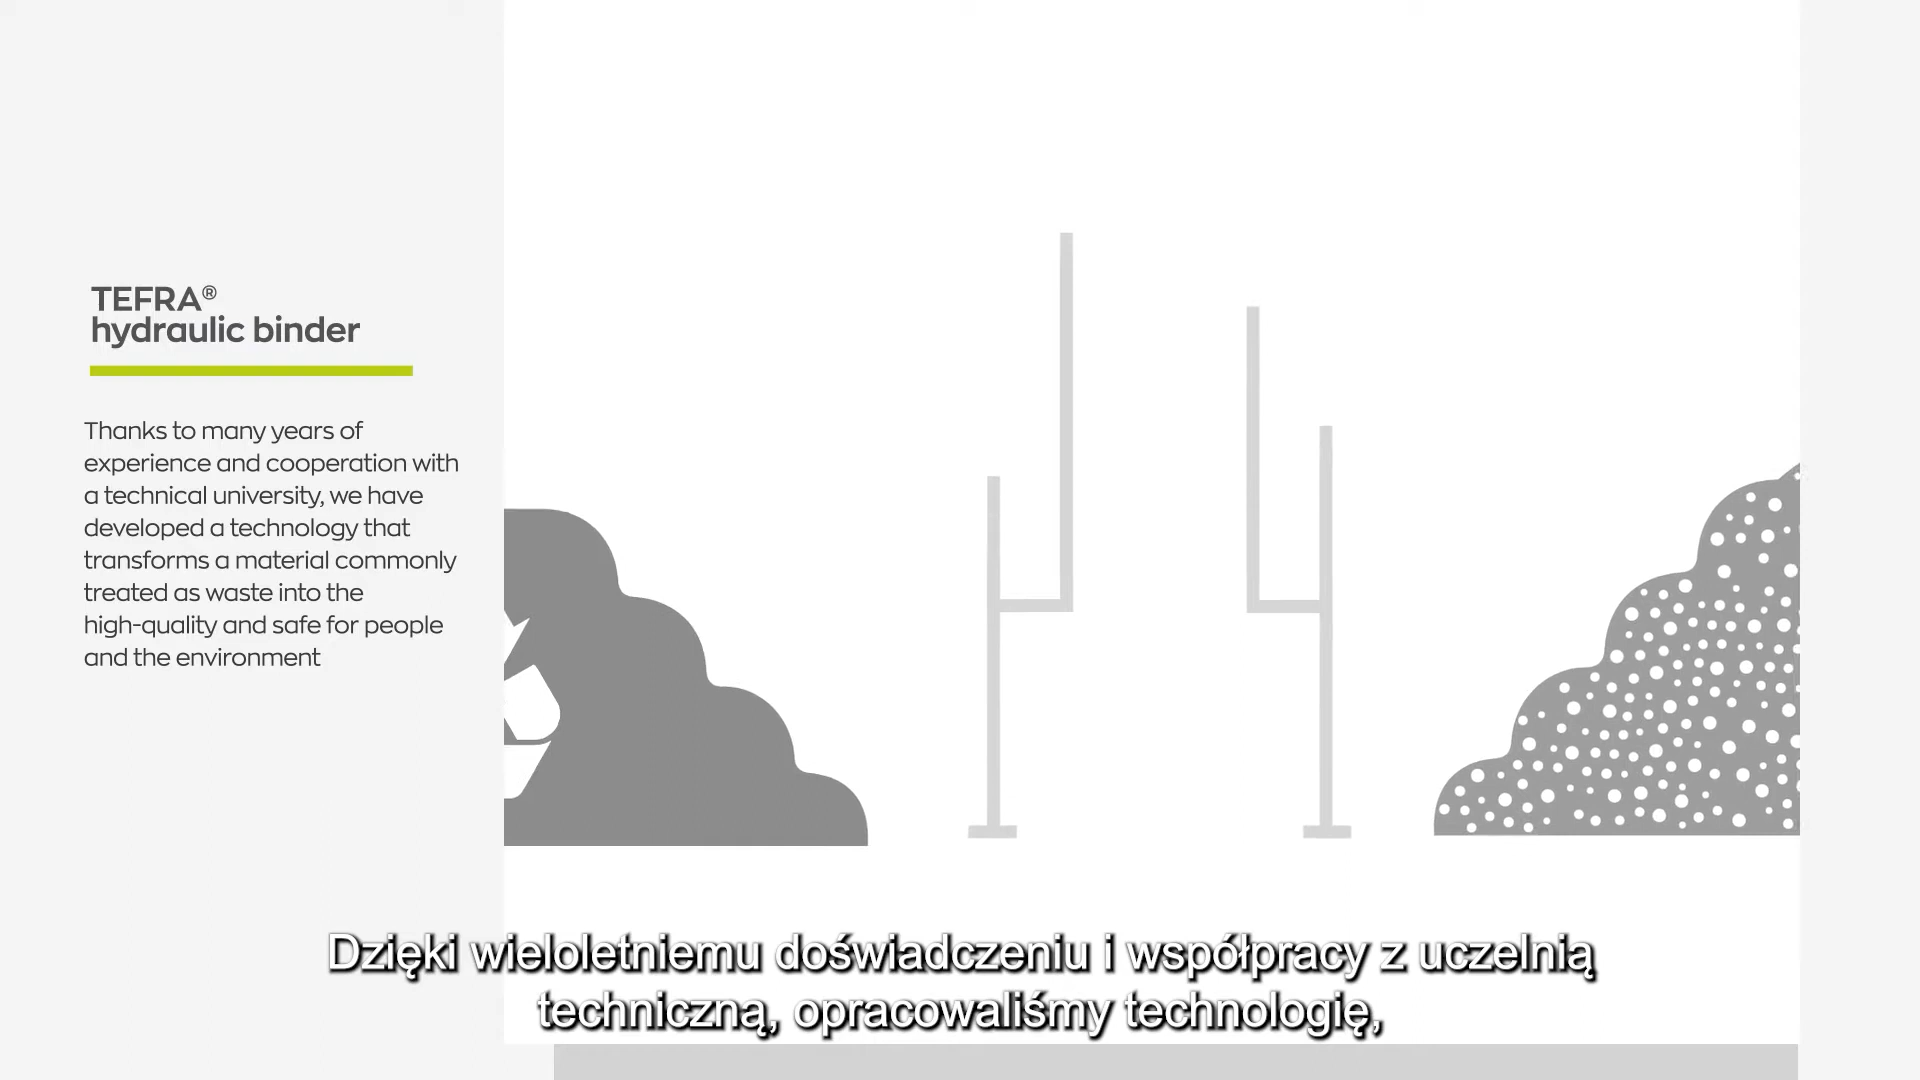 TEFRA®
hydraulic binder
Thanks to many years of
experience and cooperation with
a technical university, we have
developed a technology that
transforms a material commonly
treated as waste into the
high-quality and safe for people
and the environment
Dzięki wieloletniemu doświadczeniu i współpracy z uczelnią
techniczną, opracowaliśmy technologię,